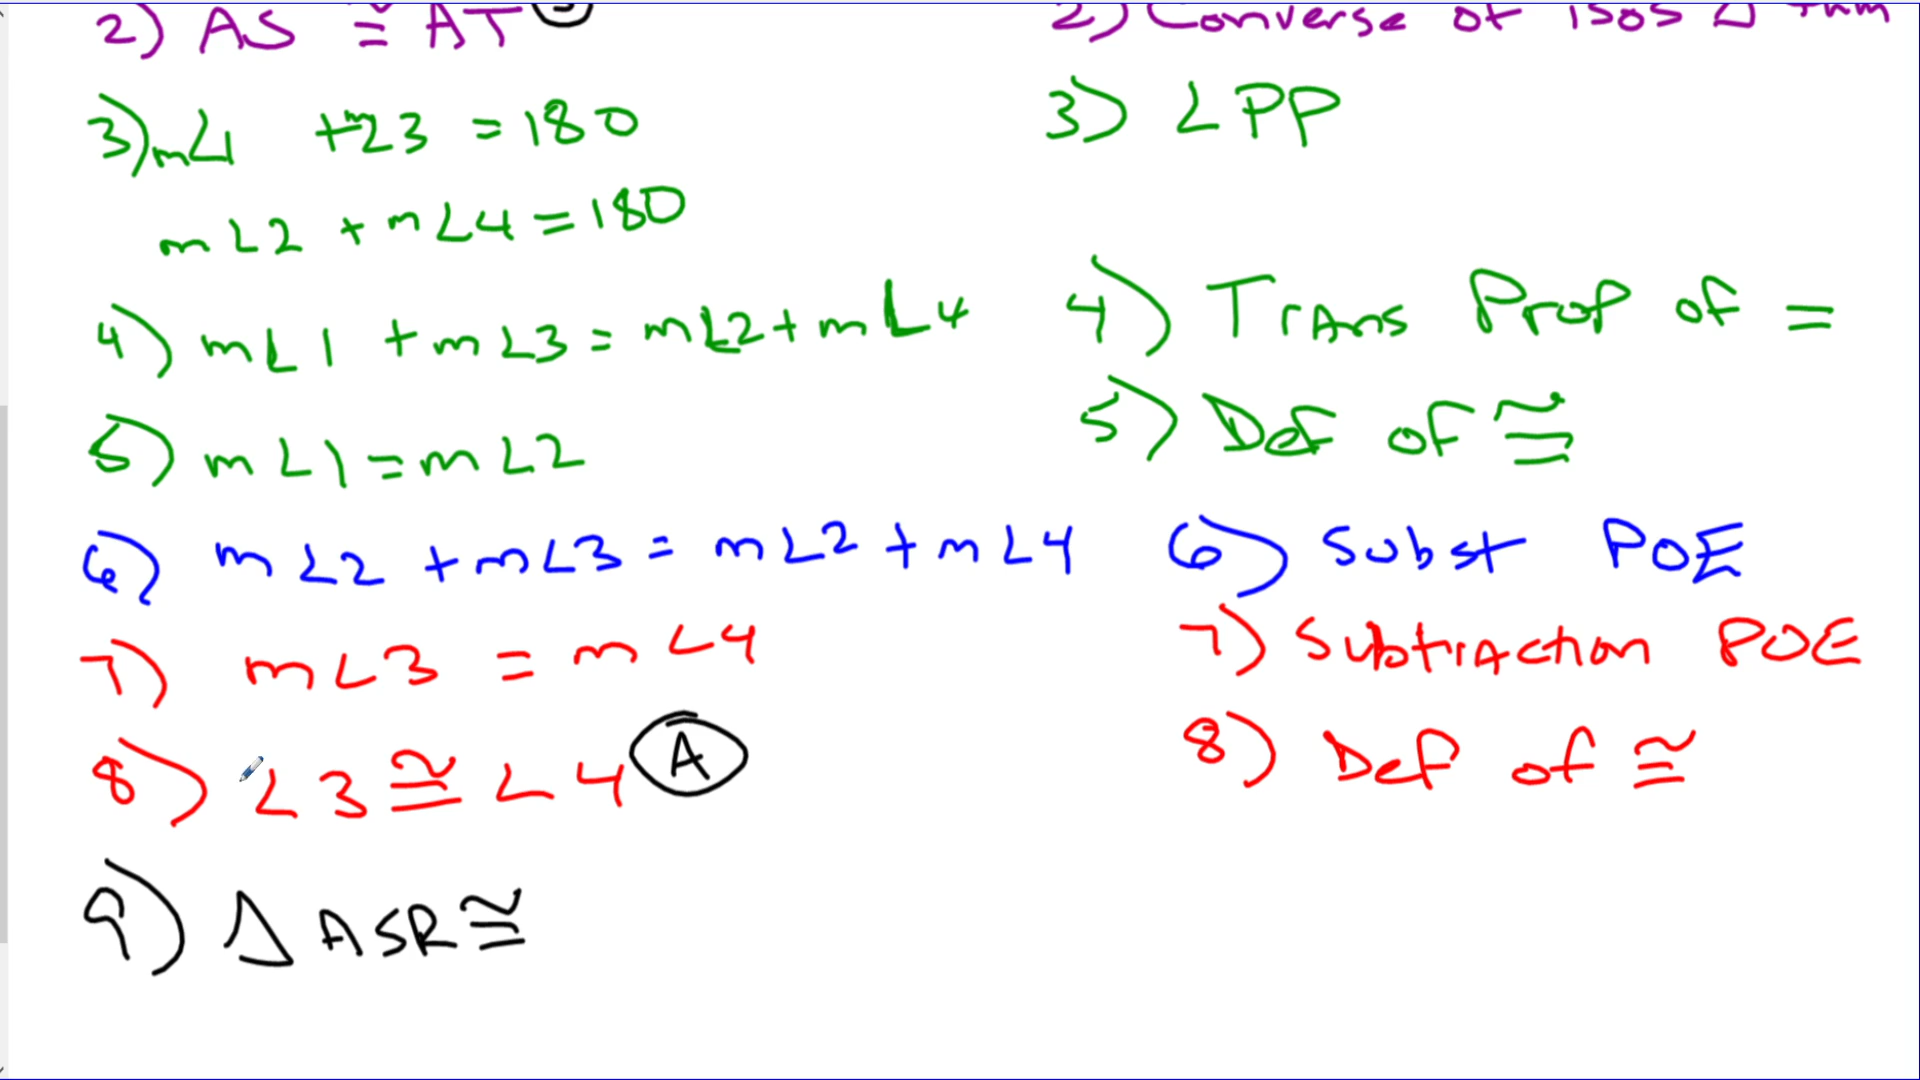 2) AS ≅ AT
2) Converse of isos Δ thm
3) m∠1 + m∠3 = 180
3) ∠PP
m∠2 + m∠4 = 180
4) m∠1 + m∠3 = m∠2 + m∠4
4) Trans Prop of =
5) m∠1 = m∠2
5) Def of ≅
6) m∠2 + m∠3 = m∠2 + m∠4
6) Subst POE
7) m∠3 = m∠4
7) Subtraction POE
8) ∠3 ≅ ∠4 A
8) Def of ≅
9) Δ ASR ≅